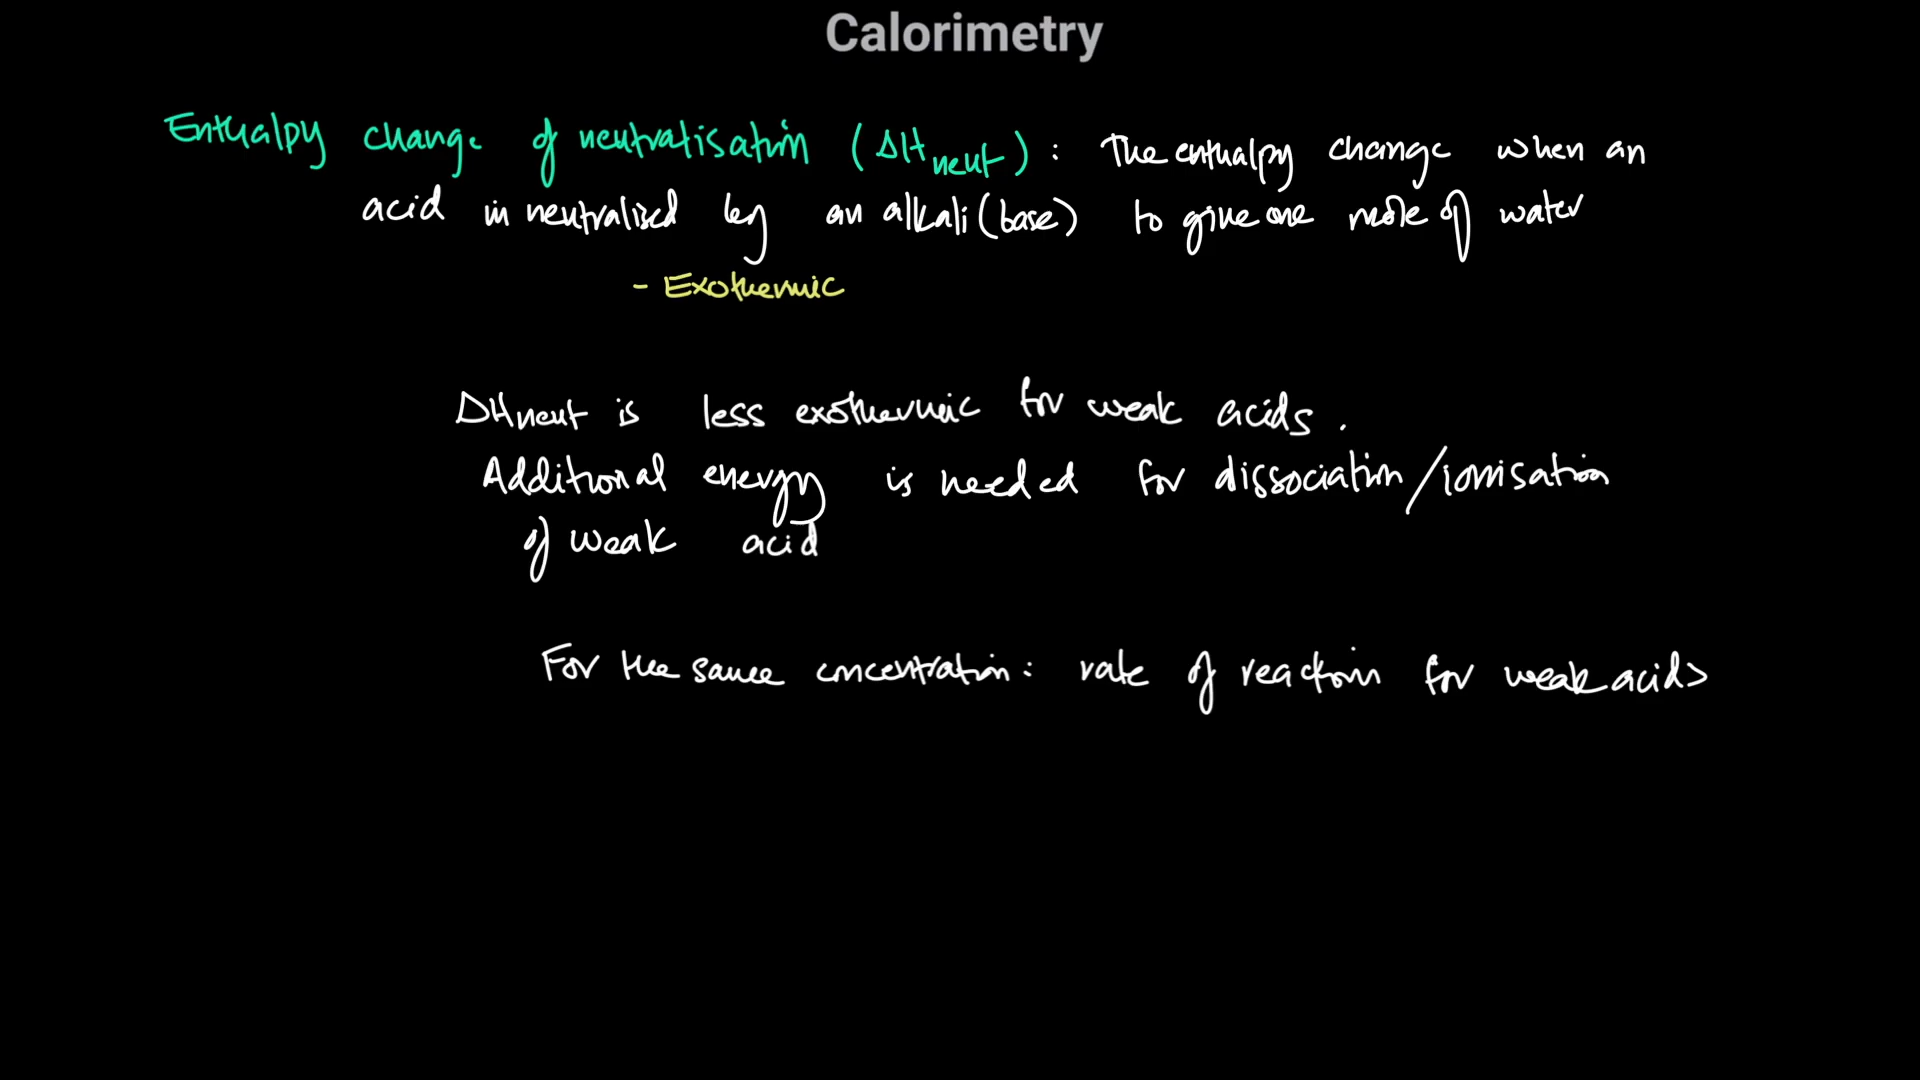 Calorimetry
Enthalpy change of neutralisation (ΔHneut) : The enthalpy change when an
acid in neutralised by an alkali (base) to give one mole of water
- Exothermic
ΔHneut is less exothermic for weak acids.
Additional energy is needed for dissociation/ionisation
of weak acid
For the same concentration: rate of reaction for weak acids